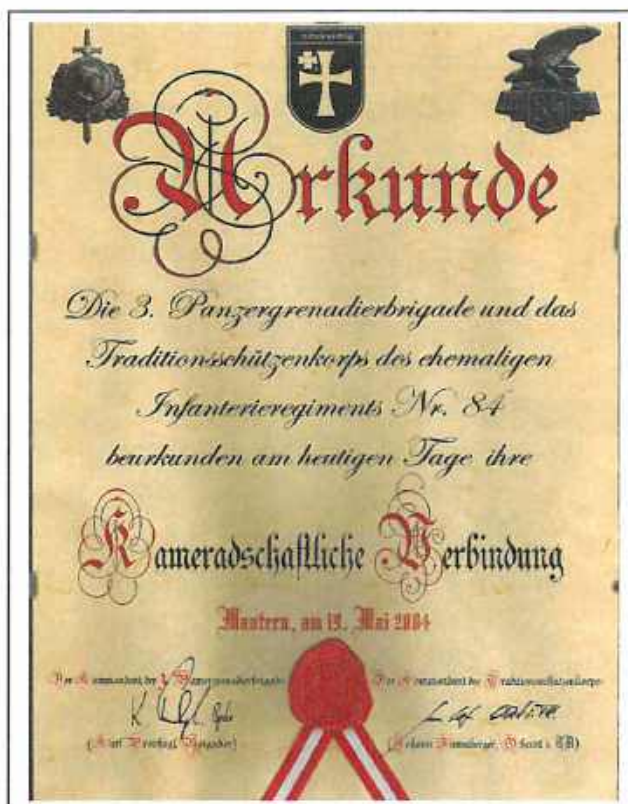 Urkunde
Die 3. Panzergrenadierbrigade und das
Traditionsschützenkorps des ehemaligen
Infanterieregiments Nr. 84
beurkunden am heutigen Tage ihre
Kameradschaftliche Verbindung
Mautern, am 19. Mai 2004
Der Kommandant der 3. Panzergrenadierbrigade
Der Kommandant des Traditionsschützenkorps
(Johann